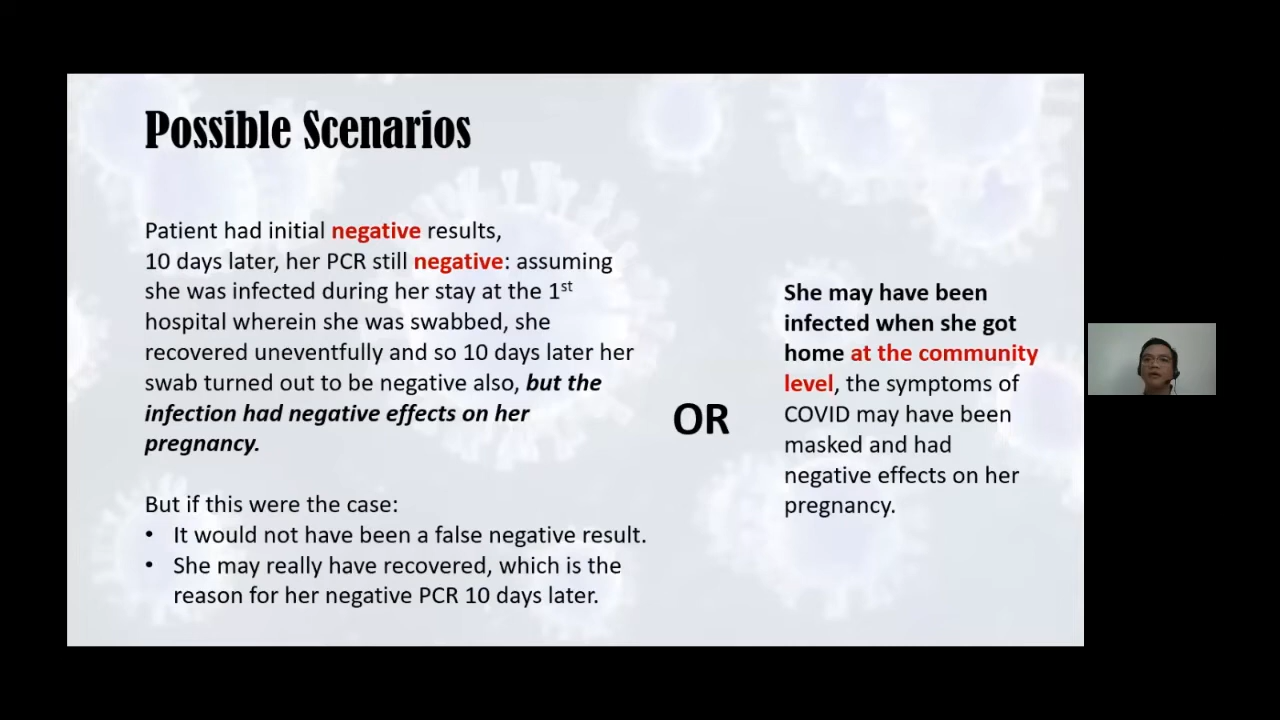 Possible Scenarios
Patient had initial negative results,
10 days later, her PCR still negative: assuming
she was infected during her stay at the 1st
hospital wherein she was swabbed, she
recovered uneventfully and so 10 days later her
swab turned out to be negative also, but the
infection had negative effects on her
pregnancy.
But if this were the case:
• It would not have been a false negative result.
• She may really have recovered, which is the
reason for her negative PCR 10 days later.
OR
She may have been
infected when she got
home at the community
level, the symptoms of
COVID may have been
masked and had
negative effects on her
pregnancy.